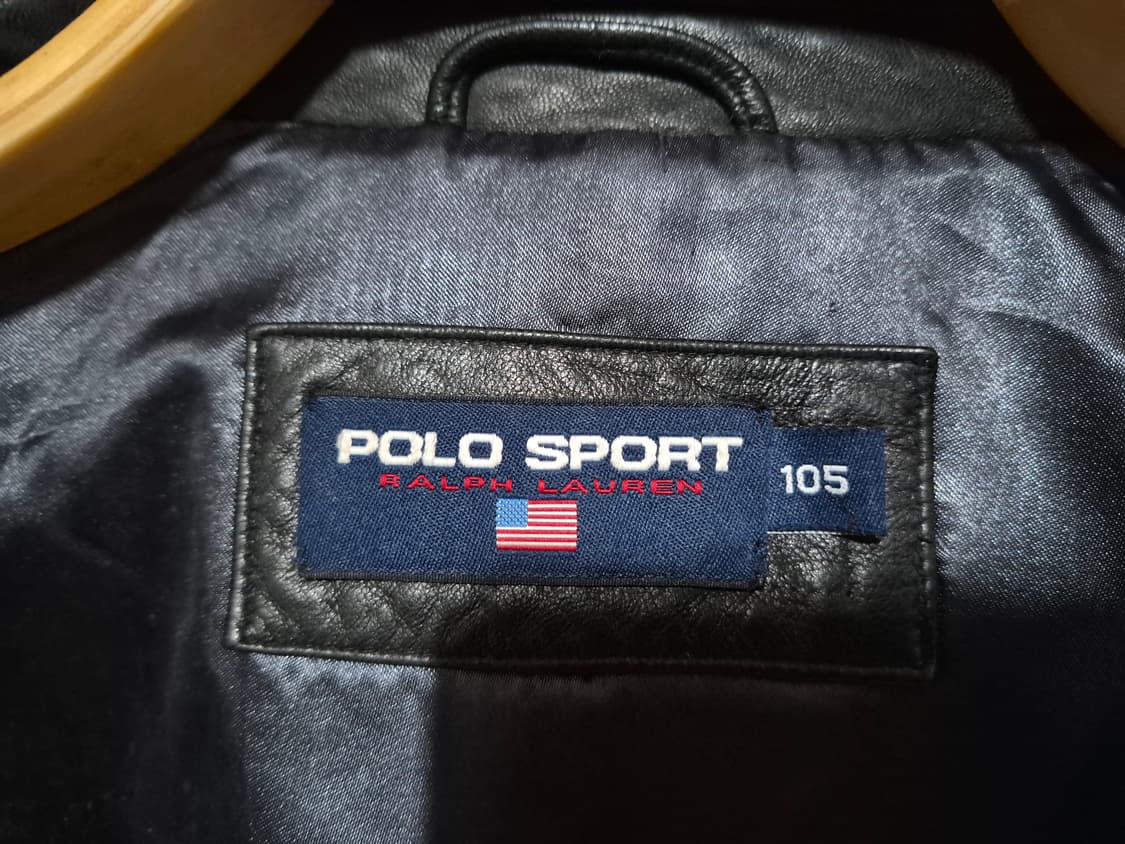 POLO SPORT
RALPH LAUREN
105